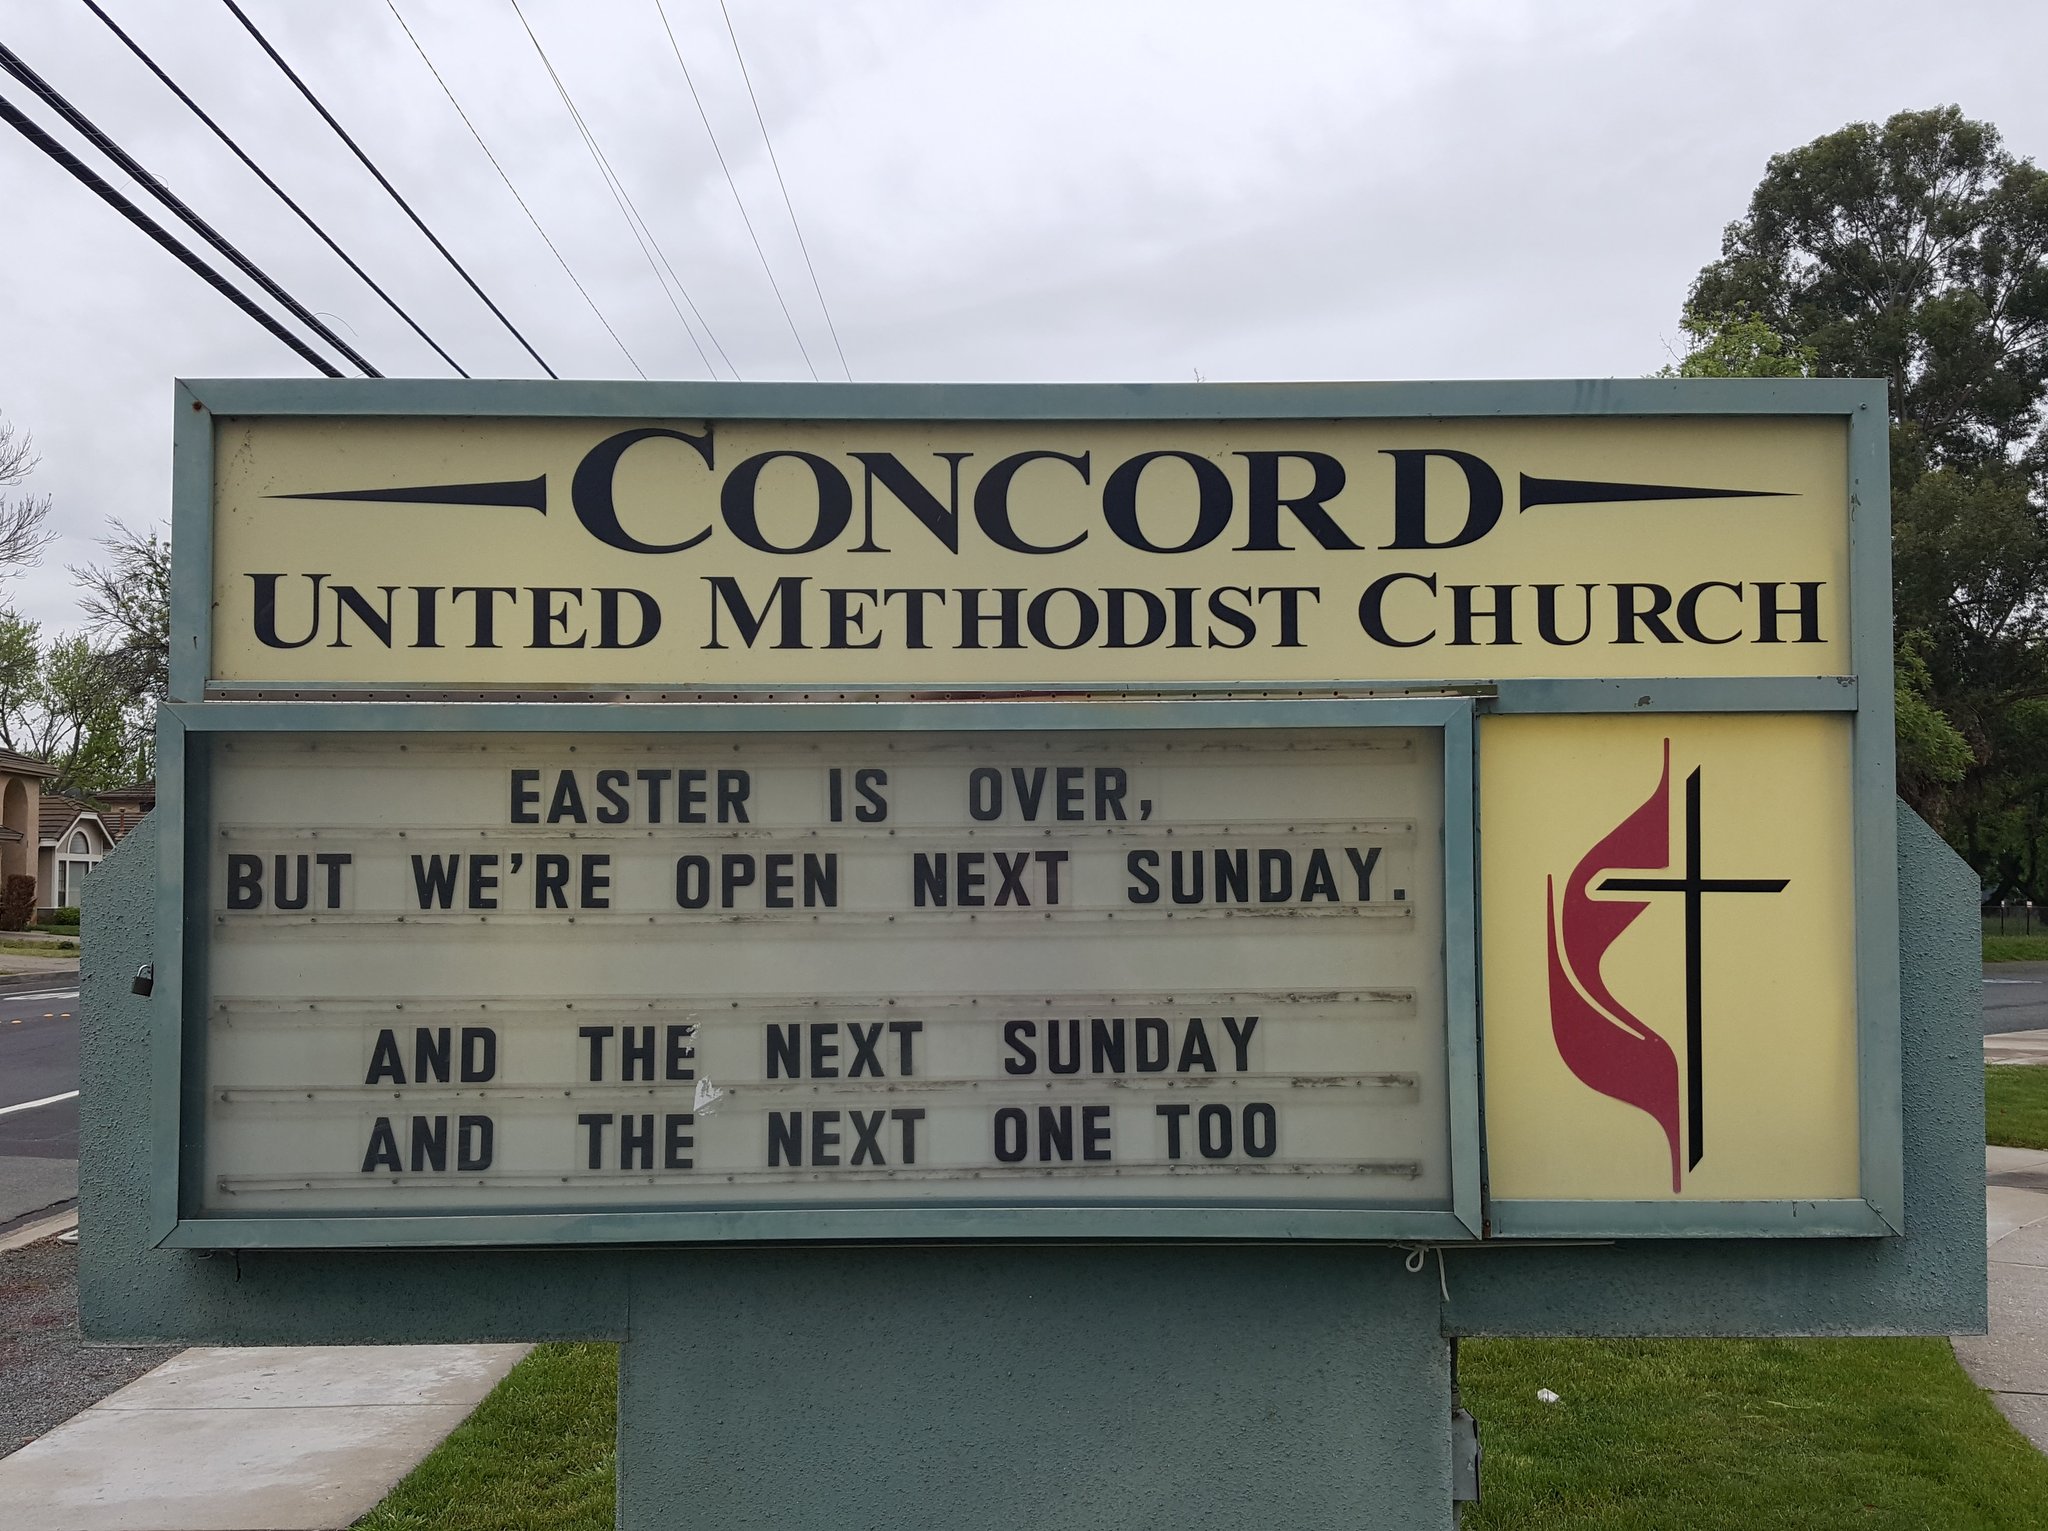 CONCORD
UNITED METHODIST CHURCH
EASTER IS OVER,
BUT WE'RE OPEN NEXT SUNDAY.
AND THE NEXT SUNDAY
AND THE NEXT ONE TOO